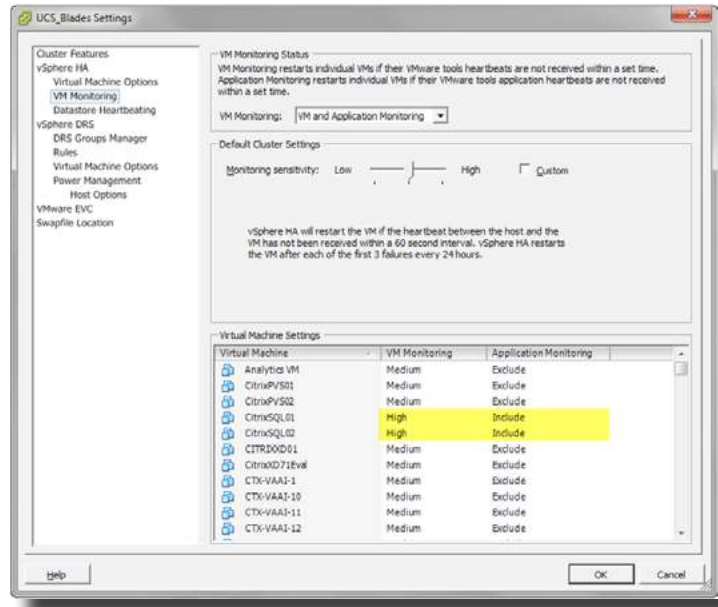 UCS_Blades Settings
Cluster Features
vSphere HA
Virtual Machine Options
VM Monitoring
Datastore Heartbeating
vSphere DRS
DRS Groups Manager
Rules
Virtual Machine Options
Power Management
Host Options
VMware EVC
Swapfile Location
VM Monitoring Status
VM Monitoring restarts individual VMs if their VMware tools heartbeats are not received within a set time.
Application Monitoring restarts individual VMs if their VMware tools application heartbeats are not received
within a set time.
VM Monitoring: VM and Application Monitoring
Default Cluster Settings
Monitoring sensitivity: Low High Custom
vSphere HA will restart the VM if the heartbeat between the host and the
VM has not been received within a 60 second interval. vSphere HA restarts
the VM after each of the first 3 failures every 24 hours.
Virtual Machine Settings
Virtual Machine VM Monitoring Application Monitoring
Analytics VM Medium Exclude
CitrixPVS01 Medium Exclude
CitrixPVS02 Medium Exclude
CitrixSQL01 High Include
CitrixSQL02 High Include
CITRIXXD01 Medium Exclude
CitrixXD71Eval Medium Exclude
CTX-VAAI-1 Medium Exclude
CTX-VAAI-10 Medium Exclude
CTX-VAAI-11 Medium Exclude
CTX-VAAI-12 Medium Exclude
Help OK Cancel